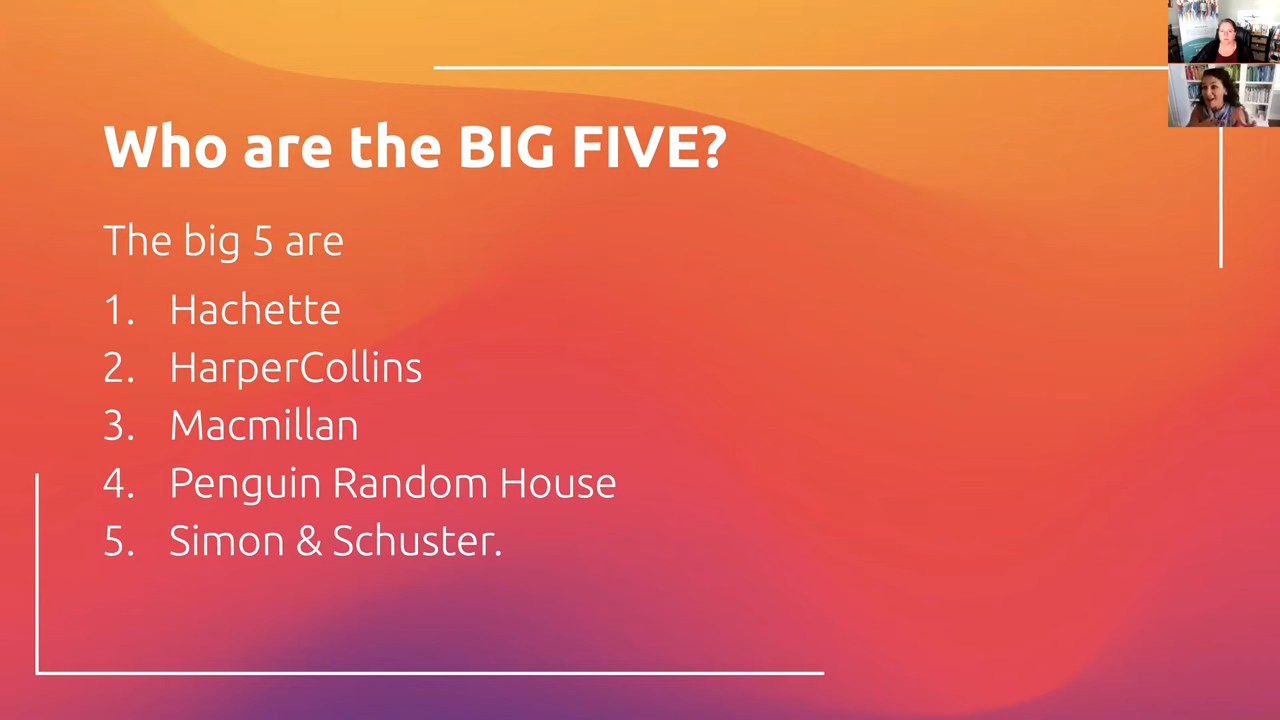 Who are the BIG FIVE?
The big 5 are
1. Hachette
2. HarperCollins
3. Macmillan
4. Penguin Random House
5. Simon & Schuster.